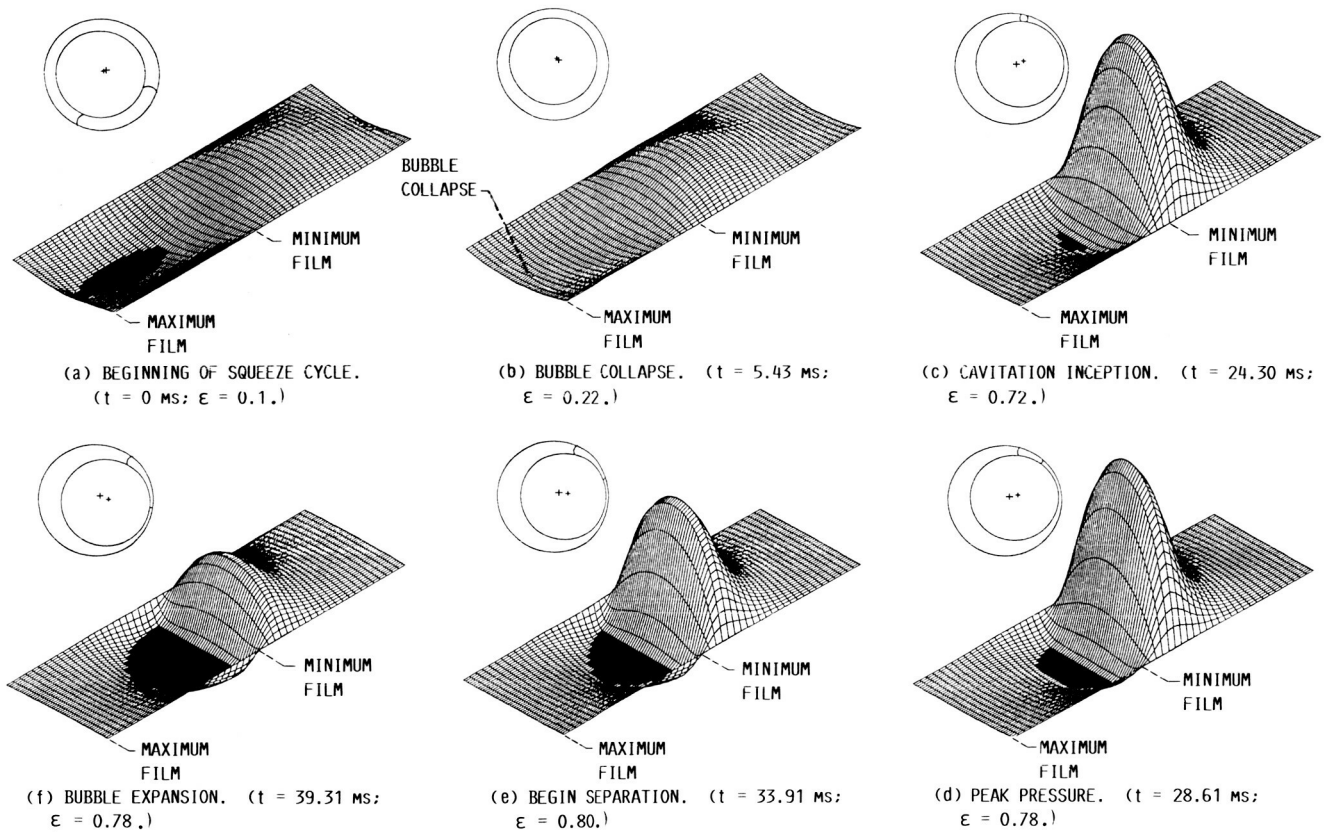 MINIMUM
FILM
MAXIMUM
FILM
(a) BEGINNING OF SQUEEZE CYCLE.
(t = 0 MS; ε = 0.1.)
BUBBLE
COLLAPSE
MINIMUM
FILM
MAXIMUM
FILM
(b) BUBBLE COLLAPSE. (t = 5.43 MS;
ε = 0.22.)
MINIMUM
FILM
MAXIMUM
FILM
(c) CAVITATION INCEPTION. (t = 24.30 MS;
ε = 0.72.)
MINIMUM
FILM
MAXIMUM
FILM
(f) BUBBLE EXPANSION. (t = 39.31 MS;
ε = 0.78.)
MINIMUM
FILM
MAXIMUM
FILM
(e) BEGIN SEPARATION. (t = 33.91 MS;
ε = 0.80.)
MINIMUM
FILM
MAXIMUM
FILM
(d) PEAK PRESSURE. (t = 28.61 MS;
ε = 0.78.)